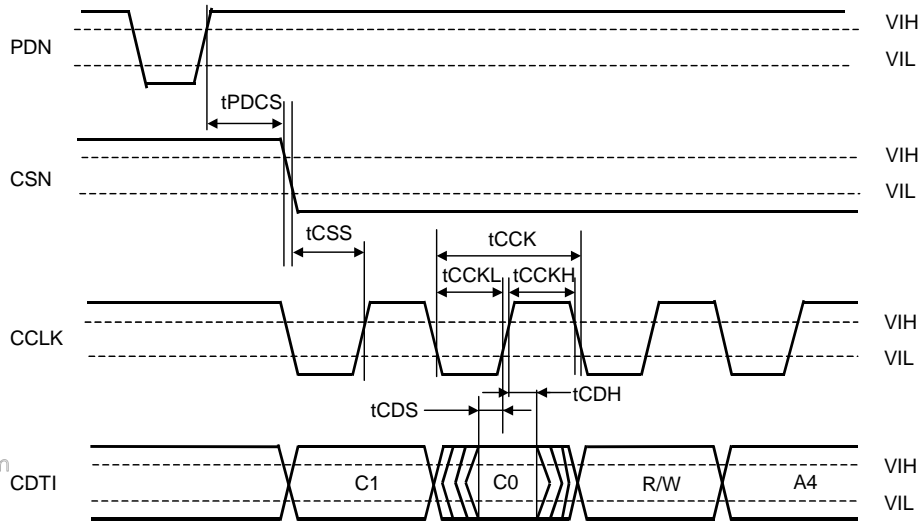 PDN
VIH
VIL
tPDCS
CSN
VIH
VIL
tCSS
tCCK
tCCKL
tCCKH
CCLK
VIH
VIL
tCDS
tCDH
CDTI
C1
C0
R/W
A4
VIH
VIL